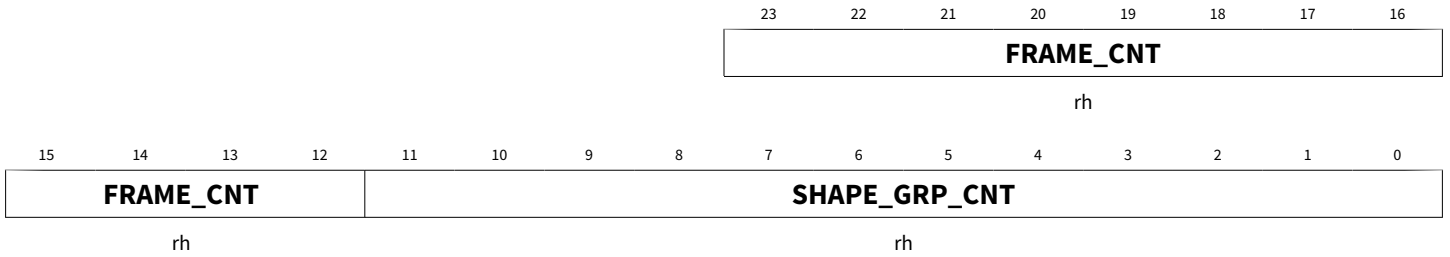 23 22 21 20 19 18 17 16
FRAME_CNT
rh
15 14 13 12 11 10 9 8 7 6 5 4 3 2 1 0
FRAME_CNT SHAPE_GRP_CNT
rh rh